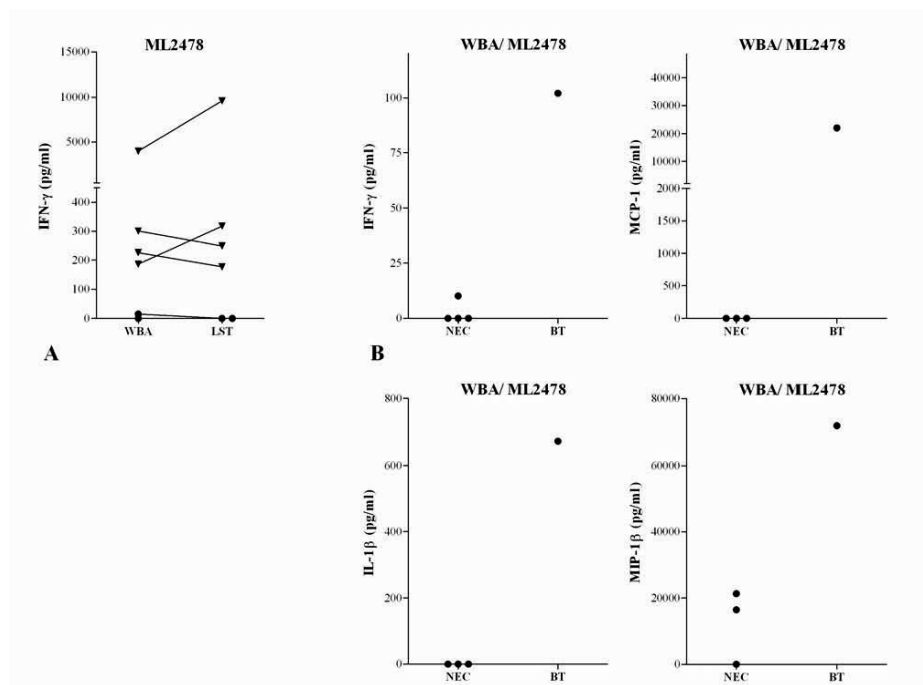 ML2478
IFN-γ (pg/ml)
15000
10000
5000
400
300
200
100
0
WBA LST
A
WBA/ ML2478
IFN-γ (pg/ml)
100
75
50
25
0
NEC BT
B
WBA/ ML2478
MCP-1 (pg/ml)
40000
30000
20000
10000
2000
1500
1000
500
0
NEC BT
WBA/ ML2478
IL-1β (pg/ml)
800
600
400
200
0
NEC BT
WBA/ ML2478
MIP-1β (pg/ml)
80000
60000
40000
20000
0
NEC BT